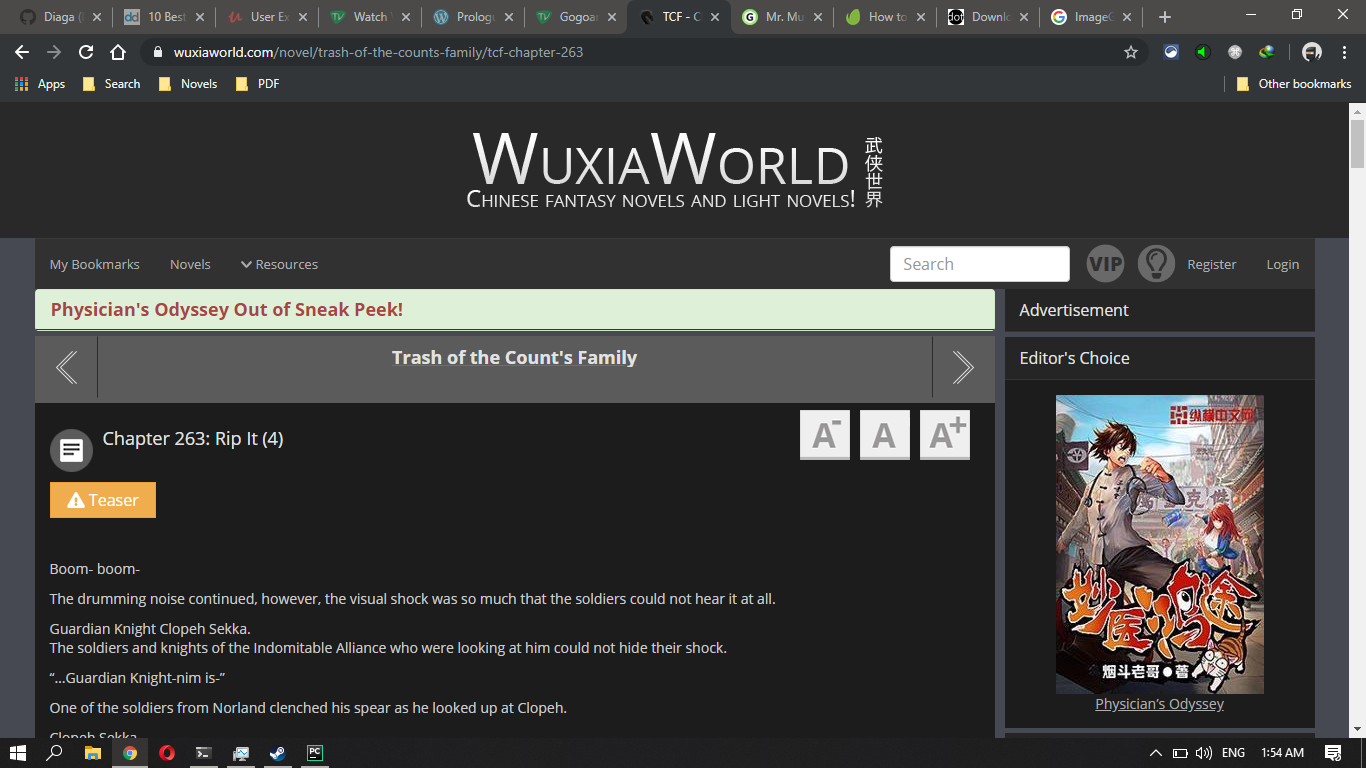 Diaga (
10 Best
User Ex
Watch
Prologu
Gogoar
TCF - C
Mr. Mu
How to
Downlo
ImageG
wuxiaworld.com/novel/trash-of-the-counts-family/tcf-chapter-263
Apps
Search
Novels
PDF
Other bookmarks
WuxiaWorld
武侠世界
Chinese fantasy novels and light novels!
My Bookmarks
Novels
Resources
Search
VIP
Register
Login
Physician's Odyssey Out of Sneak Peek!
Advertisement
Trash of the Count's Family
Editor's Choice
Chapter 263: Rip It (4)
A-
A
A+
Teaser
纵横中文网
妙医鸿途
烟斗老哥●著
Physician's Odyssey
Boom- boom-
The drumming noise continued, however, the visual shock was so much that the soldiers could not hear it at all.
Guardian Knight Clopeh Sekka.
The soldiers and knights of the Indomitable Alliance who were looking at him could not hide their shock.
“...Guardian Knight-nim is-”
One of the soldiers from Norland clenched his spear as he looked up at Clopeh.
Clopeh Sekka
ENG
1:54 AM